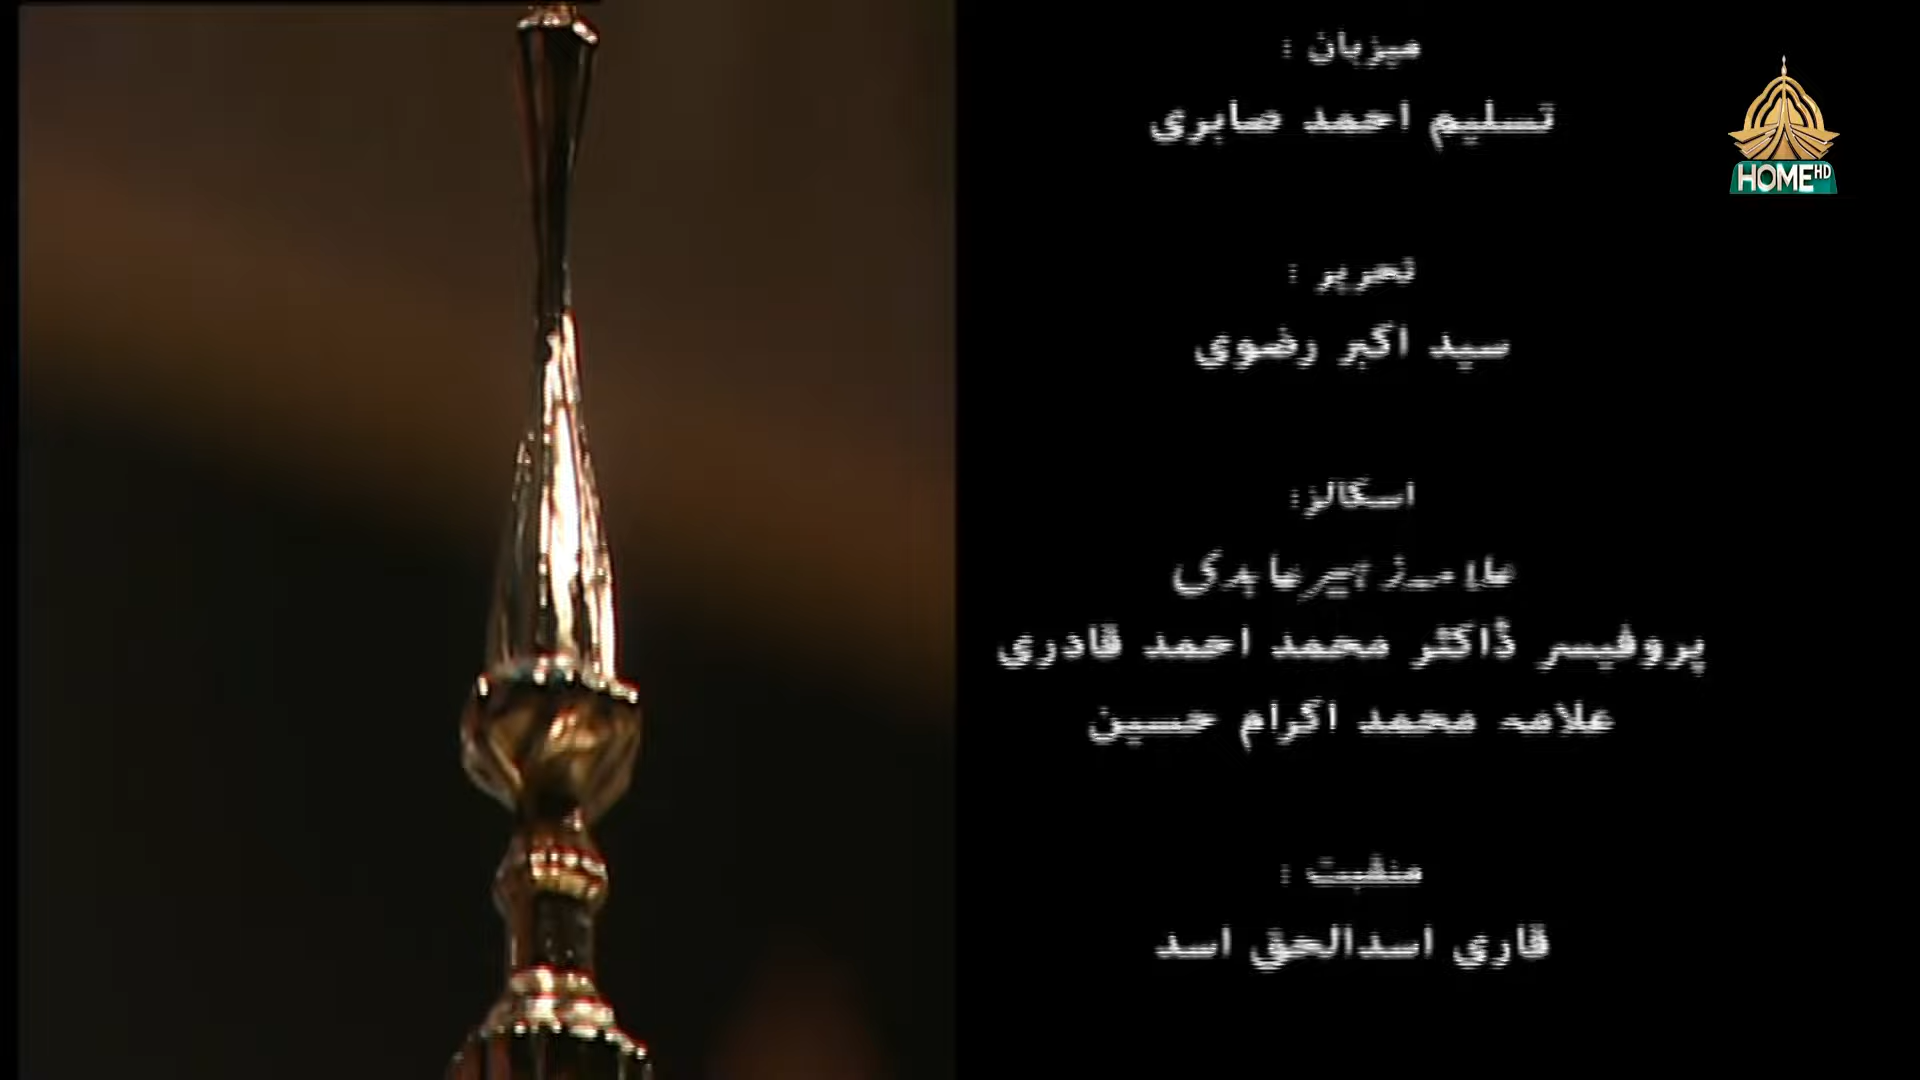 میزبان :
تسلیم احمد صابری
HOME HD
تحریر :
سید اکبر رضوی
اسکالرز:
پروفیسر ڈاکٹر محمد احمد قادری
علامہ محمد اکرام حسین
منقبت :
قاری اسدالحق اسد